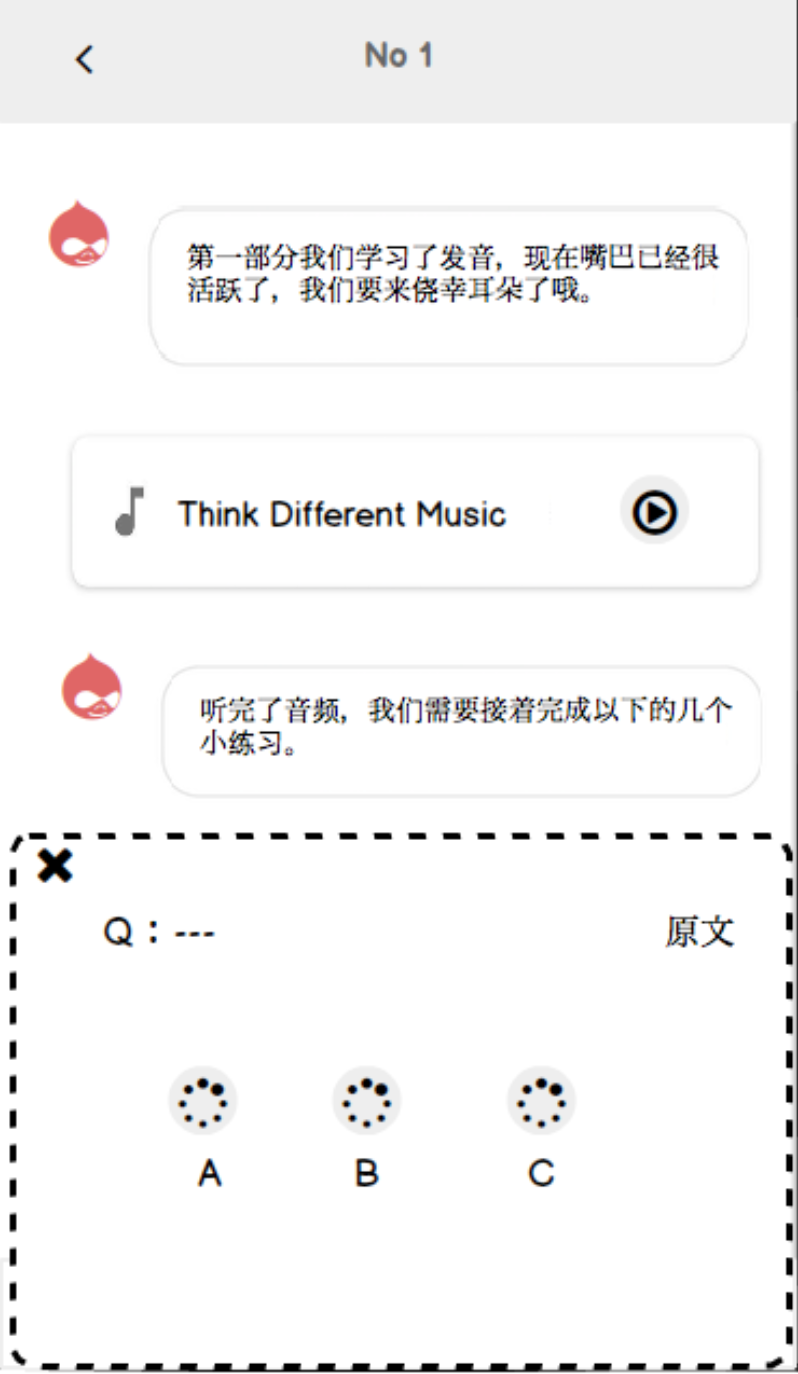 No 1
第一部分我们学习了发音，现在嘴巴已经很
活跃了，我们要来侥幸耳朵了哦。
Think Different Music
听完了音频，我们需要接着完成以下的几个
小练习。
Q：---
原文
A
B
C